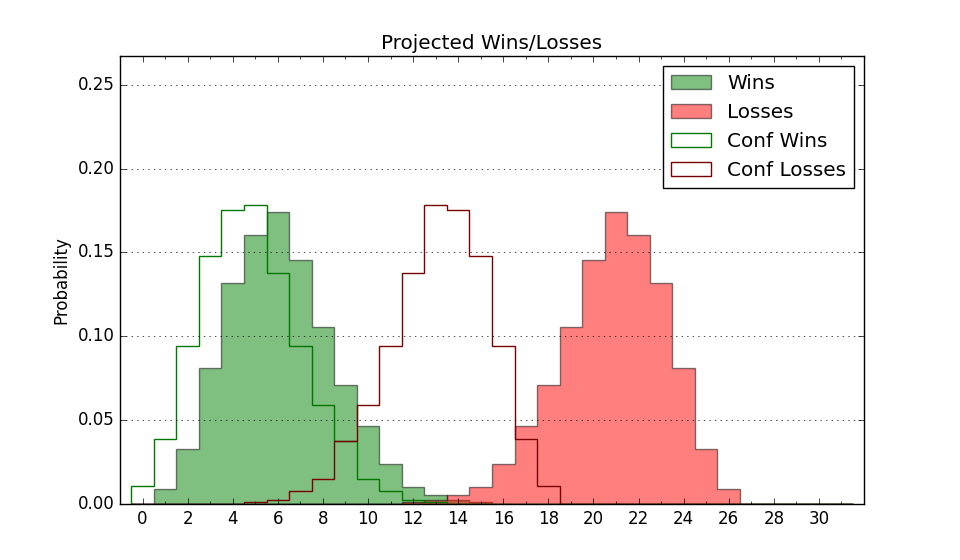 Projected Wins/Losses
Wins
Losses
Conf Wins
Conf Losses
Probability
0.25
0.20
0.15
0.10
0.05
0.00
0 2 4 6 8 10 12 14 16 18 20 22 24 26 28 30